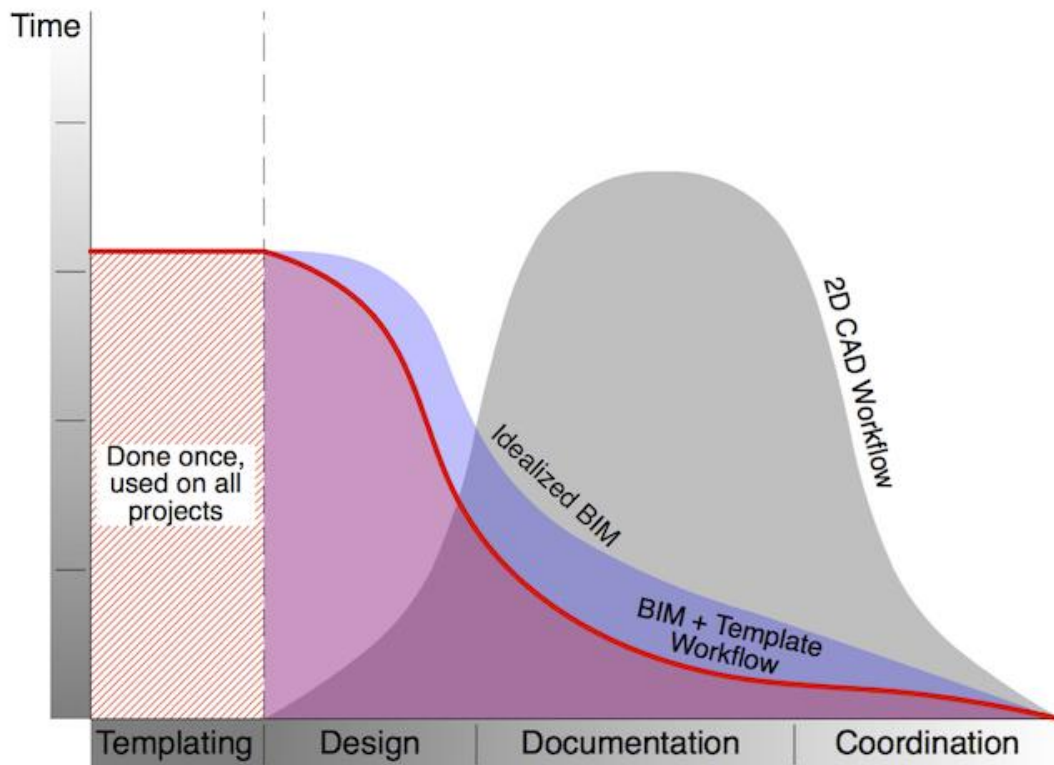 Time
2D CAD Workflow
Idealized BIM
Done once,
used on all
projects
BIM + Template
Workflow
Templating
Design
Documentation
Coordination